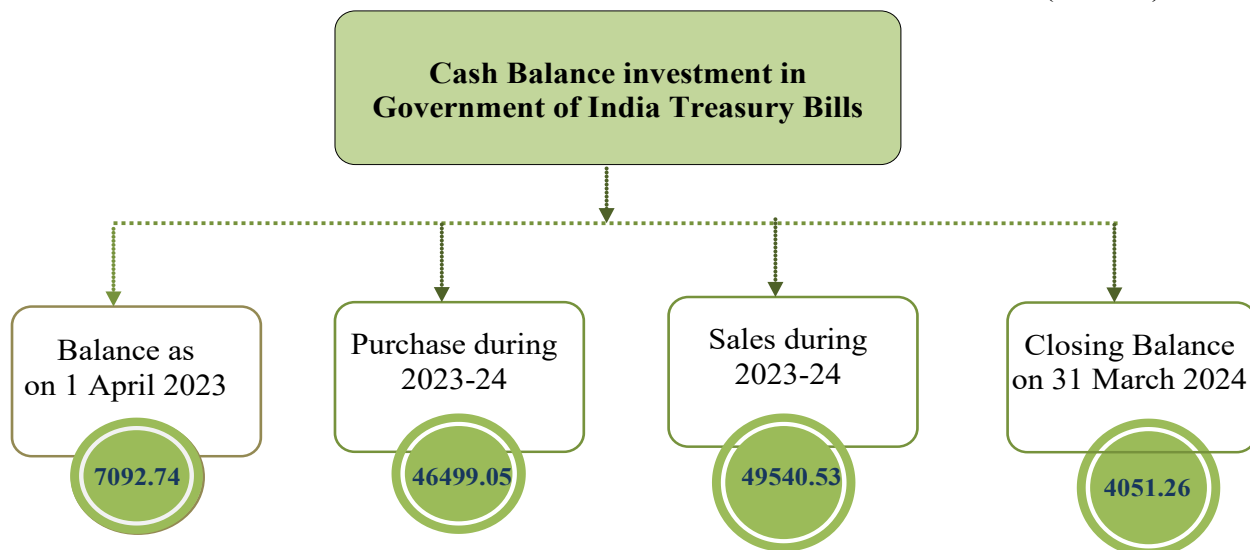 Cash Balance investment in
Government of India Treasury Bills
Balance as
on 1 April 2023
7092.74
Purchase during
2023-24
46499.05
Sales during
2023-24
49540.53
Closing Balance
on 31 March 2024
4051.26